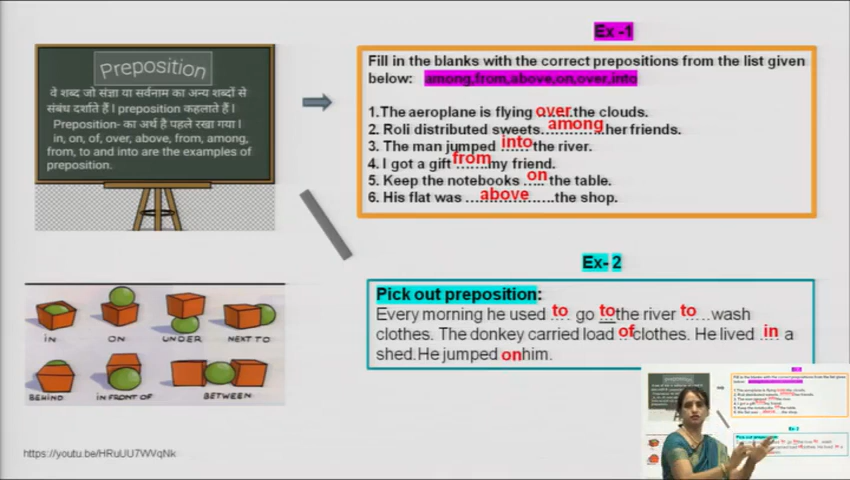 Preposition
वे शब्द जो संज्ञा या सर्वनाम का अन्य शब्दों से
संबंध दर्शाते हैं l preposition कहलाते हैं l
Preposition- का अर्थ है पहले रखा गया l
in, on, of, over, above, from, among,
from, to and into are the examples of
preposition.
Ex -1
Fill in the blanks with the correct prepositions from the list given
below: among,from,above,on,over,into
1.The aeroplane is flying over the clouds.
2. Roli distributed sweets among her friends.
3. The man jumped into the river.
4. I got a gift from my friend.
5. Keep the notebooks on the table.
6. His flat was above the shop.
Ex- 2
Pick out preposition:
Every morning he used to go to the river to wash
clothes. The donkey carried load of clothes. He lived in a
shed.He jumped on him.
IN ON UNDER NEXT TO
BEHIND IN FRONT OF BETWEEN
https://youtu.be/HRuUU7WVqNk